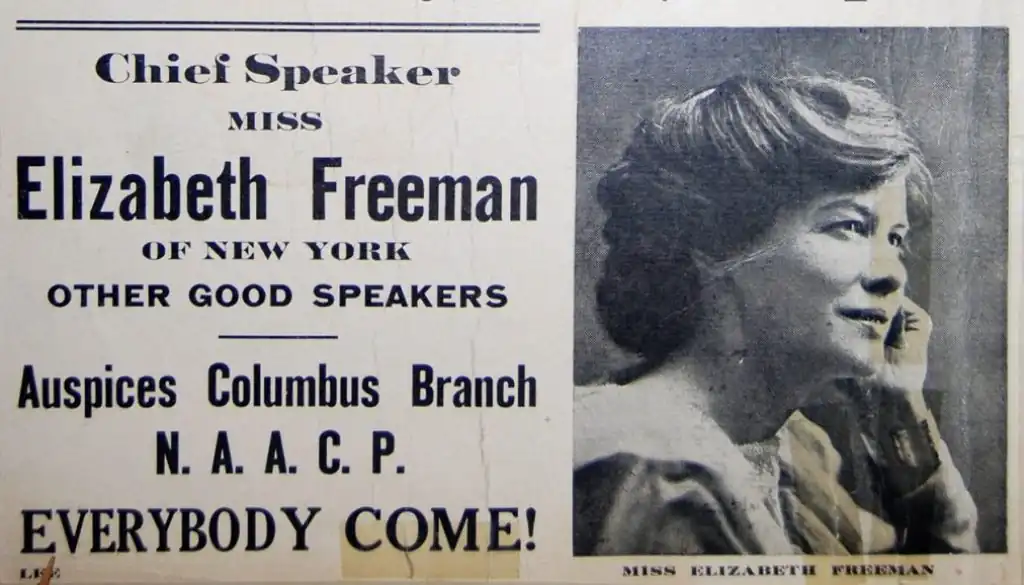 Chief Speaker
MISS
Elizabeth Freeman
OF NEW YORK
OTHER GOOD SPEAKERS
Auspices Columbus Branch
N. A. A. C. P.
EVERYBODY COME!
MISS ELIZABETH FREEMAN